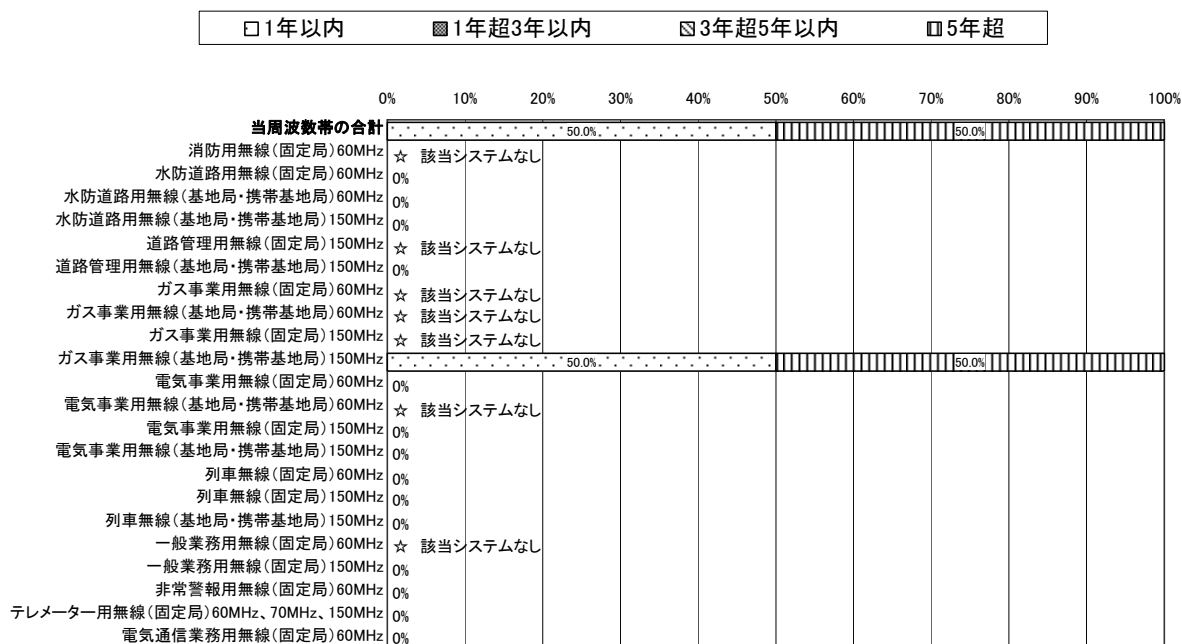 1年以内 1年超3年以内 3年超5年以内 5年超
0% 10% 20% 30% 40% 50% 60% 70% 80% 90% 100%
当周波数帯の合計 50.0% 50.0%
消防用無線(固定局)60MHz ☆ 該当システムなし
水防道路用無線(固定局)60MHz 0%
水防道路用無線(基地局・携帯基地局)60MHz 0%
水防道路用無線(基地局・携帯基地局)150MHz 0%
道路管理用無線(固定局)150MHz ☆ 該当システムなし
道路管理用無線(基地局・携帯基地局)150MHz 0%
ガス事業用無線(固定局)60MHz ☆ 該当システムなし
ガス事業用無線(基地局・携帯基地局)60MHz ☆ 該当システムなし
ガス事業用無線(固定局)150MHz ☆ 該当システムなし
ガス事業用無線(基地局・携帯基地局)150MHz 50.0% 50.0%
電気事業用無線(固定局)60MHz 0%
電気事業用無線(基地局・携帯基地局)60MHz ☆ 該当システムなし
電気事業用無線(固定局)150MHz 0%
電気事業用無線(基地局・携帯基地局)150MHz 0%
列車無線(固定局)60MHz 0%
列車無線(固定局)150MHz 0%
列車無線(基地局・携帯基地局)150MHz 0%
一般業務用無線(固定局)60MHz ☆ 該当システムなし
一般業務用無線(固定局)150MHz 0%
非常警報用無線(固定局)60MHz 0%
テレメーター用無線(固定局)60MHz、70MHz、150MHz 0%
電気通信業務用無線(固定局)60MHz 0%